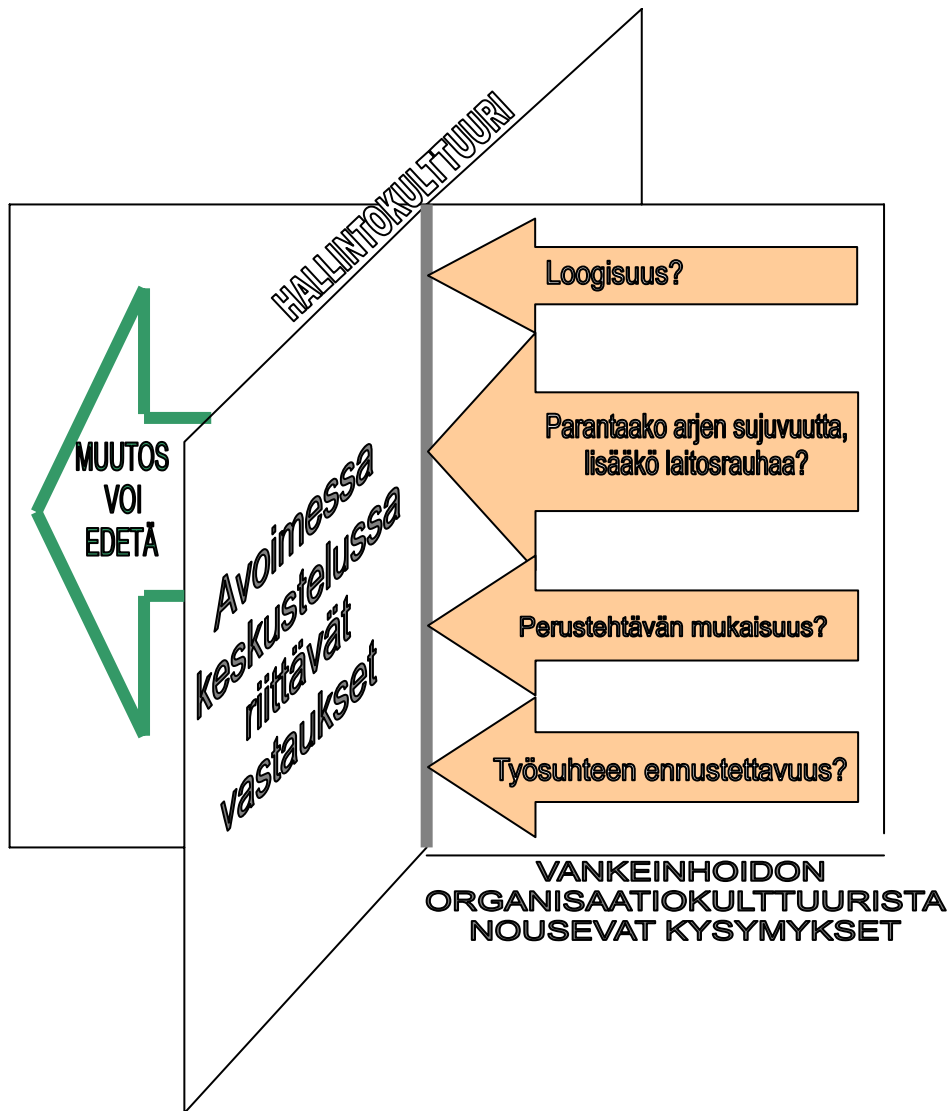 HALLINTOKULTTUURI
Loogisuus?
Parantaako arjen sujuvuutta,
lisääkö laitosrauhaa?
Perustehtävän mukaisuus?
Työsuhteen ennustettavuus?
MUUTOS
VOI
EDETÄ
Avoimessa
keskustelussa
riittävät
vastaukset
VANKEINHOIDON
ORGANISAATIOKULTTUURISTA
NOUSEVAT KYSYMYKSET